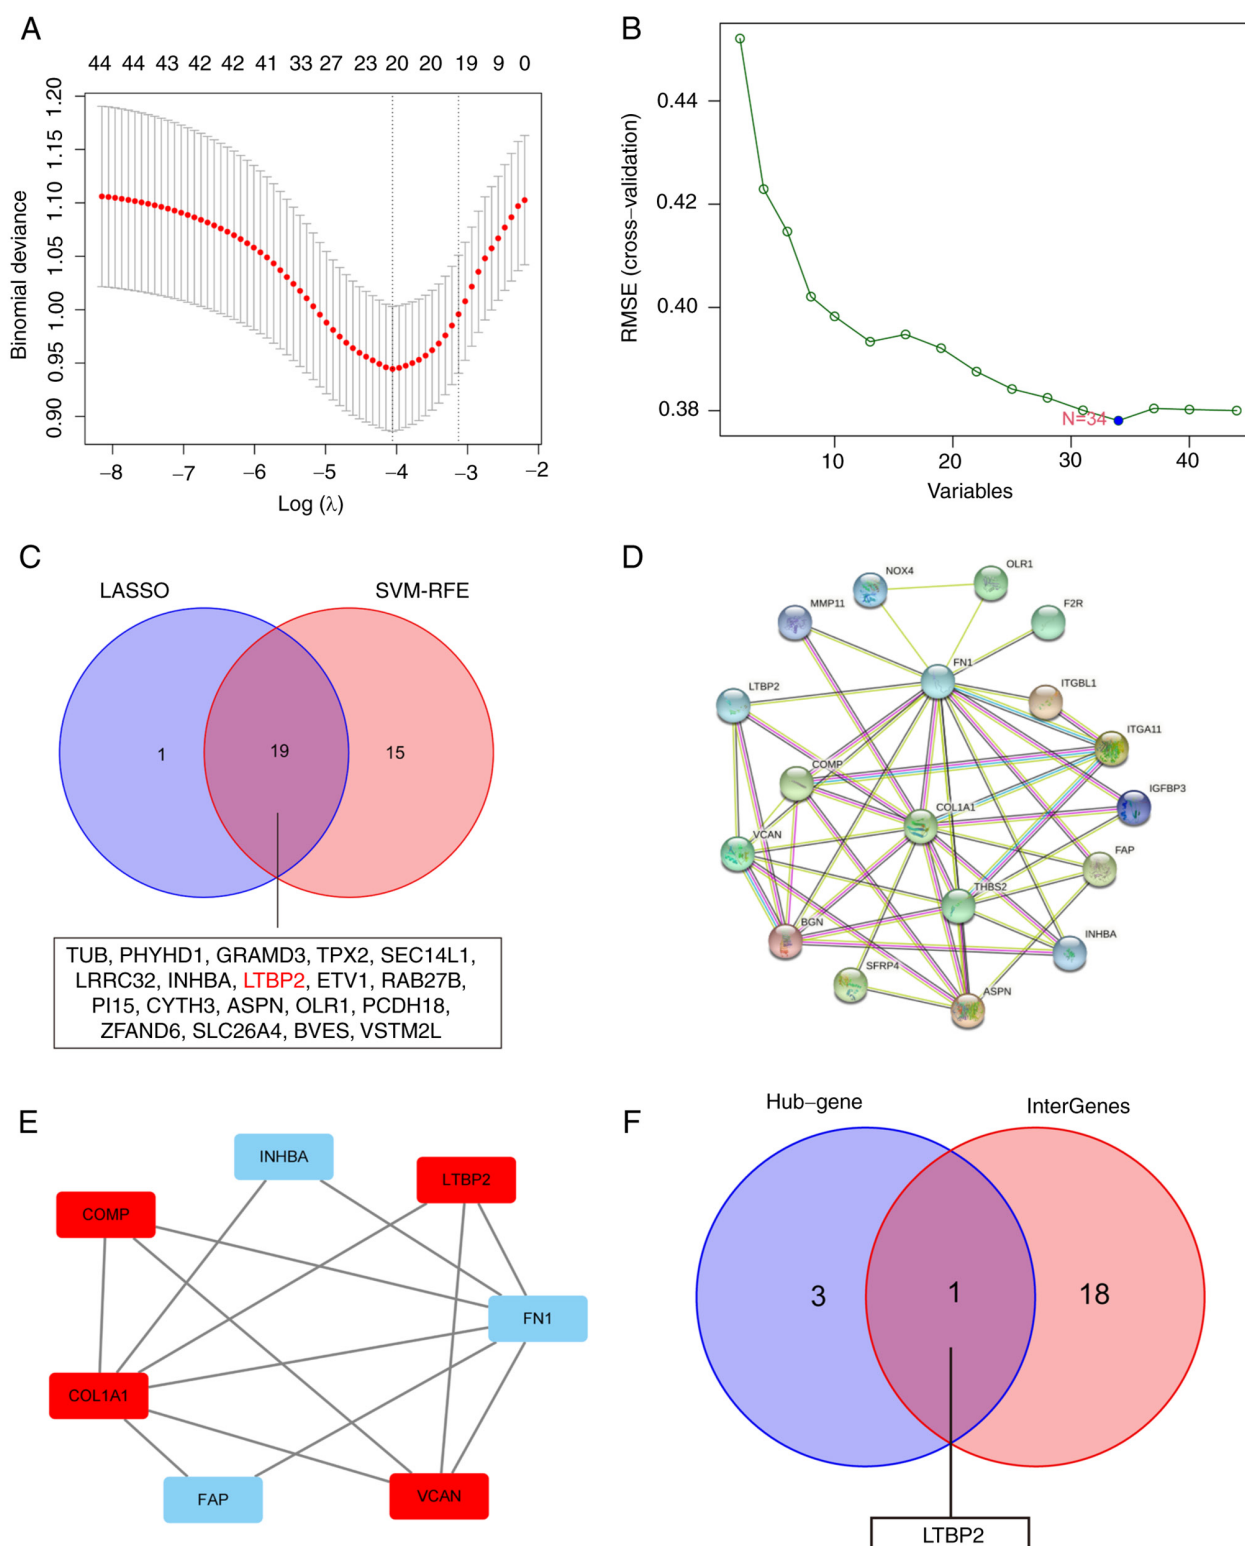 A
44 44 43 42 42 41 33 27 23 20 20 19 9 0
1.20
1.15
1.10
1.05
1.00
0.95
0.90
Binomial deviance
−8 −7 −6 −5 −4 −3 −2
Log (λ)
B
0.44
0.42
0.40
0.38
RMSE (cross−validation)
N=34
10 20 30 40
Variables
C
LASSO SVM-RFE
1 19 15
TUB, PHYHD1, GRAMD3, TPX2, SEC14L1,
LRRC32, INHBA, LTBP2, ETV1, RAB27B,
PI15, CYTH3, ASPN, OLR1, PCDH18,
ZFAND6, SLC26A4, BVES, VSTM2L
D
NOX4
OLR1
MMP11
F2R
FN1
LTBP2
ITGBL1
ITGA11
COMP
IGFBP3
COL1A1
VCAN
FAP
THBS2
BGN
INHBA
SFRP4
ASPN
E
INHBA
LTBP2
COMP
FN1
COL1A1
FAP
VCAN
F
Hub−gene InterGenes
3 1 18
LTBP2